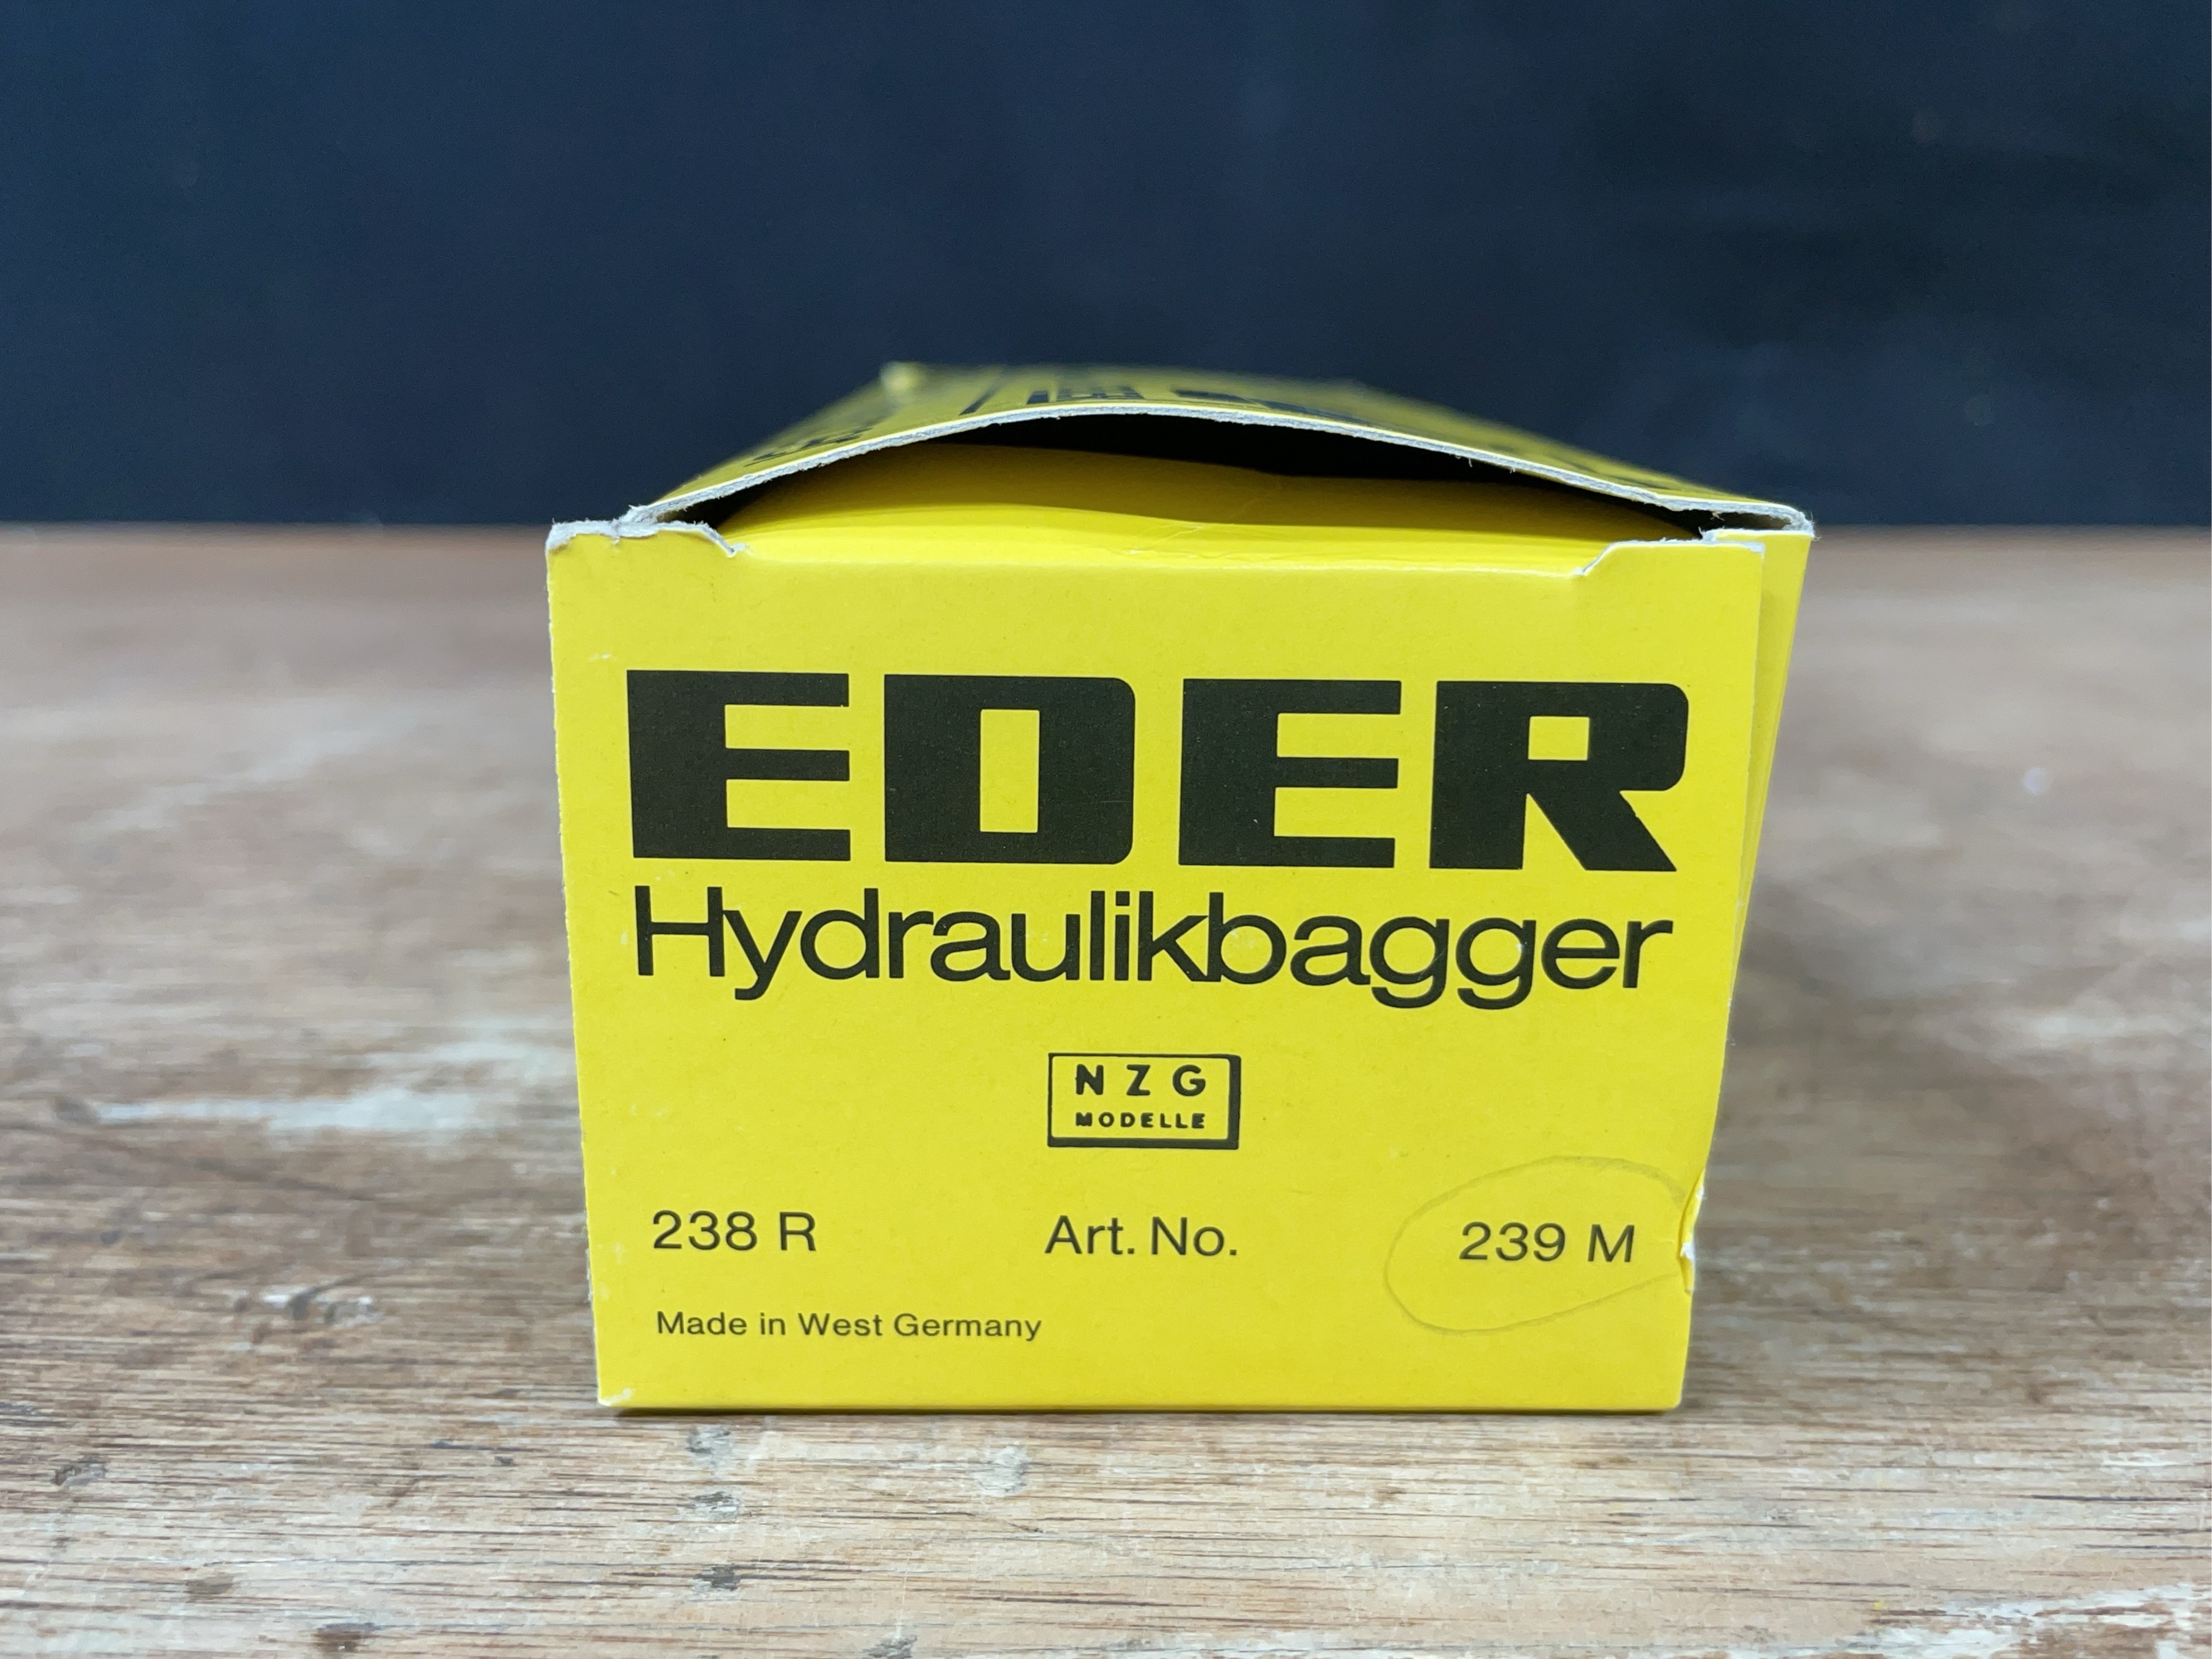 EDER
Hydraulikbagger
NZG
MODELLE
238 R Art. No. 239 M
Made in West Germany